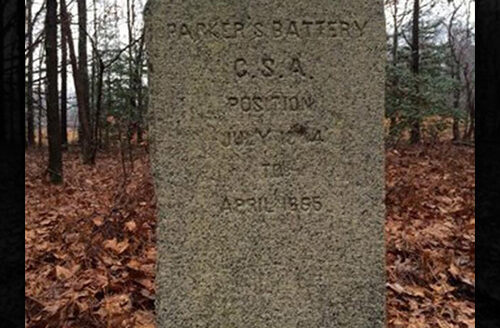 PARKER'S BATTERY
C.S.A.
POSITION
JULY 1864
TO
APRIL 1865